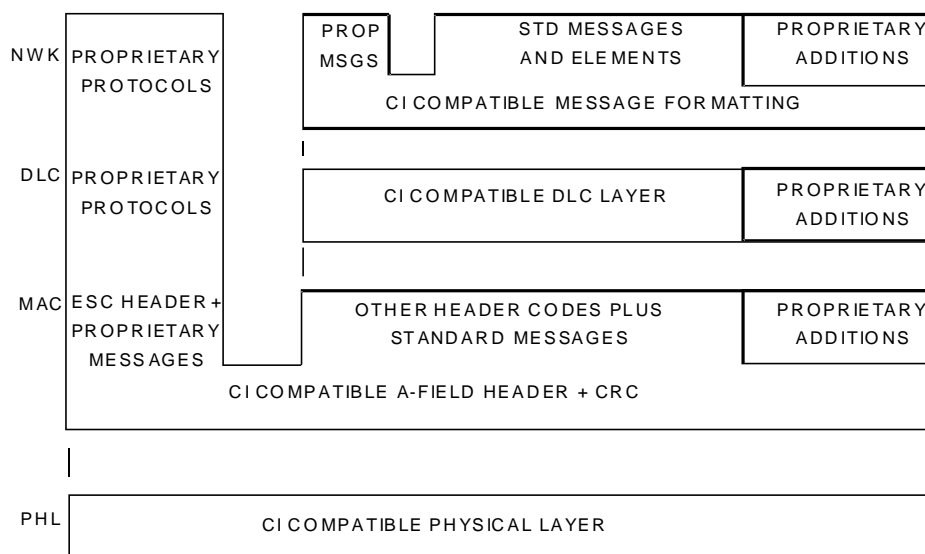 NWK
PROPRIETARY
PROTOCOLS
PROP
MSGS
STD MESSAGES
AND ELEMENTS
PROPRIETARY
ADDITIONS
CI COMPATIBLE MESSAGE FORMATTING
DLC
PROPRIETARY
PROTOCOLS
CI COMPATIBLE DLC LAYER
PROPRIETARY
ADDITIONS
MAC
ESC HEADER +
PROPRIETARY
MESSAGES
OTHER HEADER CODES PLUS
STANDARD MESSAGES
PROPRIETARY
ADDITIONS
CI COMPATIBLE A-FIELD HEADER + CRC
PHL
CI COMPATIBLE PHYSICAL LAYER